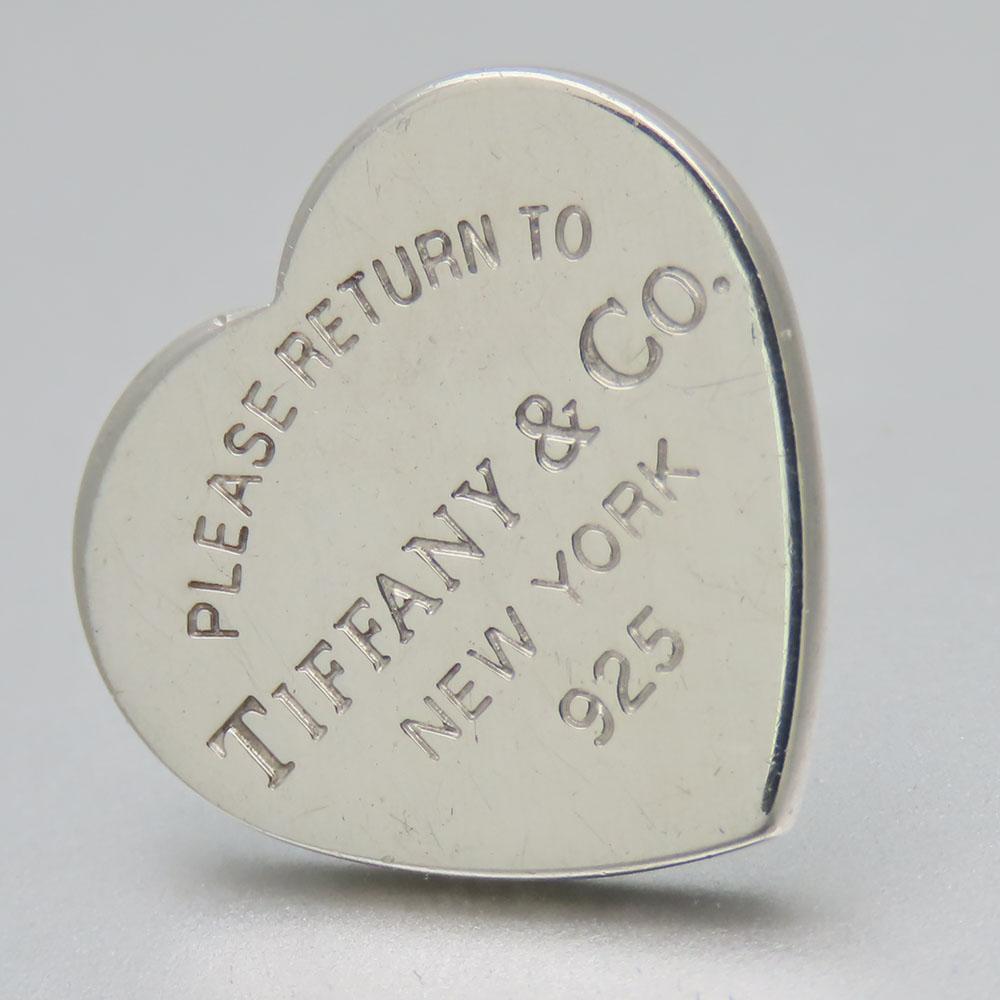 PLEASE RETURN TO
TIFFANY & CO.
NEW YORK
925